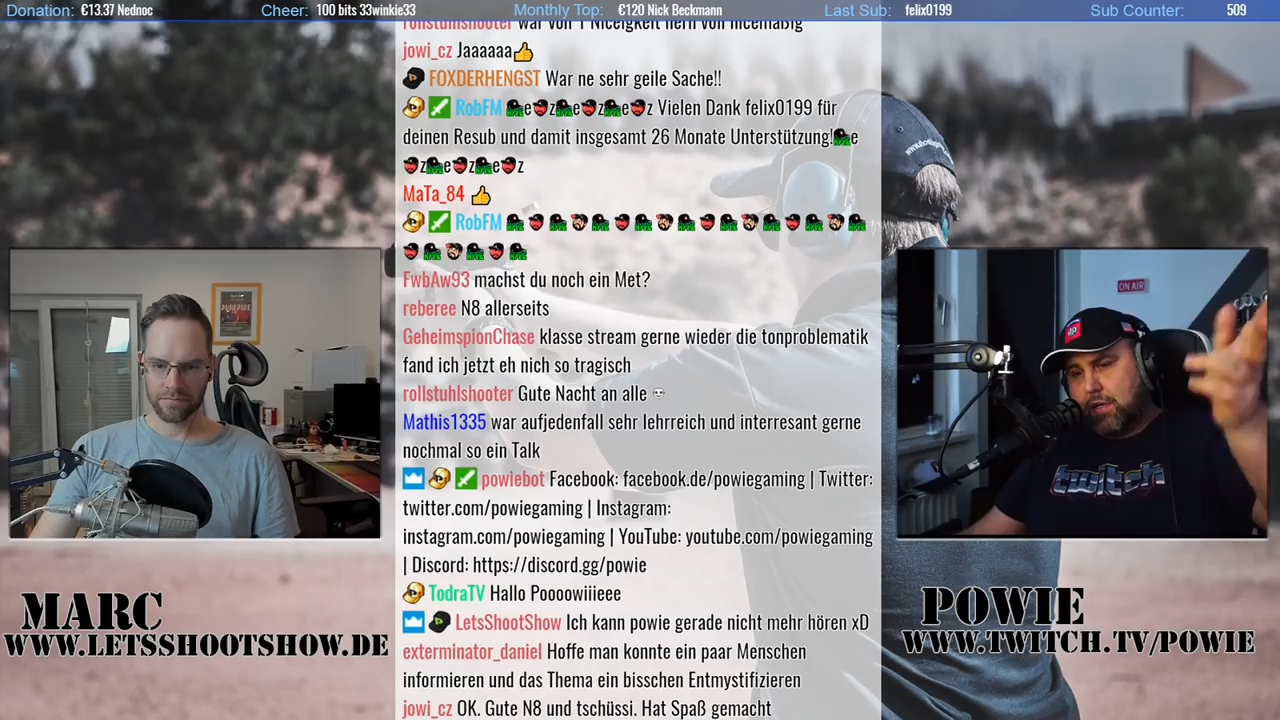 Donation: €13.37 Nednoc
Cheer: 100 bits 33winkie33
Monthly Top: €120 Nick Beckmann
Last Sub: felix0199
Sub Counter: 509
jowi_cz Jaaaaaa👍
FOXDERHENGST War ne sehr geile Sache!!
RobFM e z e z e z Vielen Dank felix0199 für
deinen Resub und damit insgesamt 26 Monate Unterstützung! e
z e z e z
MaTa_84 👍
RobFM
FwbAw93 machst du noch ein Met?
reberee N8 allerseits
GeheimspionChase klasse stream gerne wieder die tonproblematik
fand ich jetzt eh nich so tragisch
rollstuhlshooter Gute Nacht an alle
Mathis1335 war aufjedenfall sehr lehrreich und interresant gerne
nochmal so ein Talk
powiebot Facebook: facebook.de/powiegaming | Twitter:
twitter.com/powiegaming | Instagram:
instagram.com/powiegaming | YouTube: youtube.com/powiegaming
| Discord: https://discord.gg/powie
TodraTV Hallo Poooowiiieee
LetsShootShow Ich kann powie gerade nicht mehr hören xD
exterminator_daniel Hoffe man konnte ein paar Menschen
informieren und das Thema ein bisschen Entmystifizieren
jowi_cz OK. Gute N8 und tschüssi. Hat Spaß gemacht
MARC
WWW.LETSSHOOTSHOW.DE
ON AIR
twitch
POWIE
WWW.TWITCH.TV/POWIE